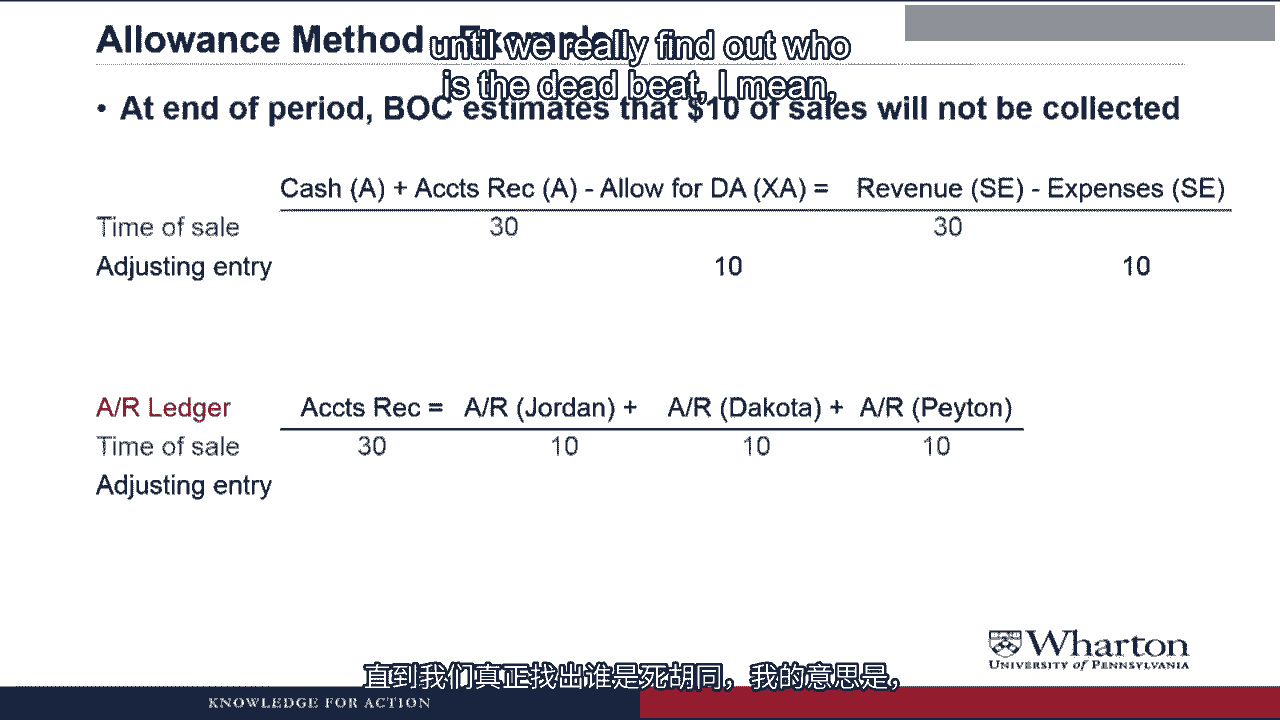 Allowance Method - Example
until we really find out who
is the dead beat, I mean,
• At end of period, BOC estimates that $10 of sales will not be collected
Cash (A) + Accts Rec (A) - Allow for DA (XA) = Revenue (SE) - Expenses (SE)
Time of sale 30 30
Adjusting entry 10 10
A/R Ledger Accts Rec = A/R (Jordan) + A/R (Dakota) + A/R (Peyton)
Time of sale 30 10 10 10
Adjusting entry
Wharton
UNIVERSITY of PENNSYLVANIA
直到我们真正找出谁是死胡同，我的意思是，
KNOWLEDGE FOR ACTION